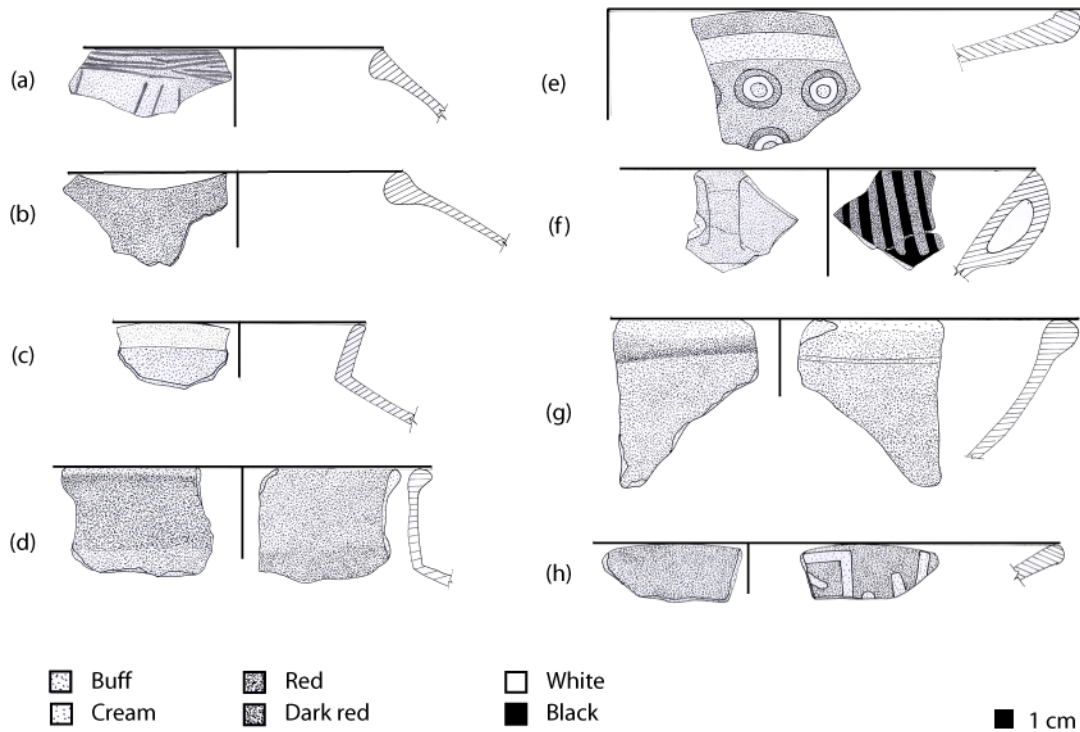 (a)
(b)
(c)
(d)
(e)
(f)
(g)
(h)
Buff
Cream
Red
Dark red
White
Black
1 cm